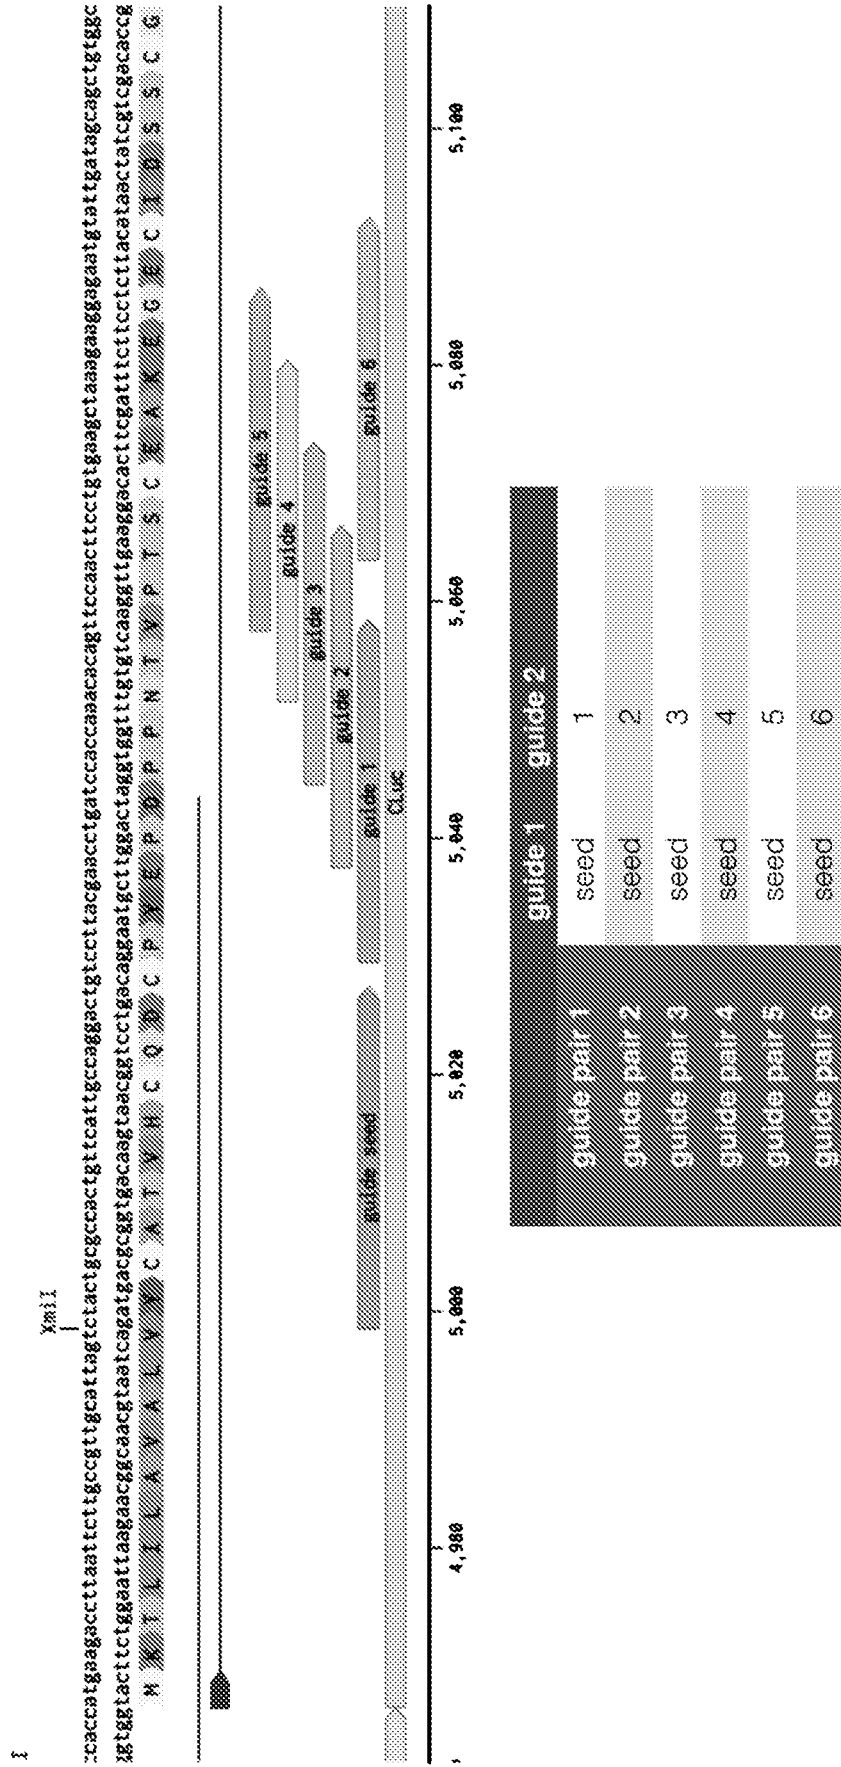 I
XmiI
:caccatgaagaccttaattcttgccgttgcattagtctactgcgccactgttcattgccaggactgtccttacgaacctgatccaccaaacacagttccaacttcctgtgaagctaaagaaggagaatgtattgatagcagctgtggc
ggtggtacttctggaattaagaacggcaacgtaatcagatgacgcggtgacaagtaacggtcctgacaggaatgcttggactaggtggtttgtgtcaaggttgaaggacacttcgatttcttcctcttacataactatcgtcgacaccg
M K T L I L A V A L V Y C A T V H C Q D C P Y E P D P P N T V P T S C E A K E G E C I D S S C G
guide 5
guide 4
guide 3
guide 2
guide seed guide 1 guide 6
CLuc
4,980 5,000 5,020 5,040 5,060 5,080 5,100
guide 1 guide 2
guide pair 1 seed 1
guide pair 2 seed 2
guide pair 3 seed 3
guide pair 4 seed 4
guide pair 5 seed 5
guide pair 6 seed 6